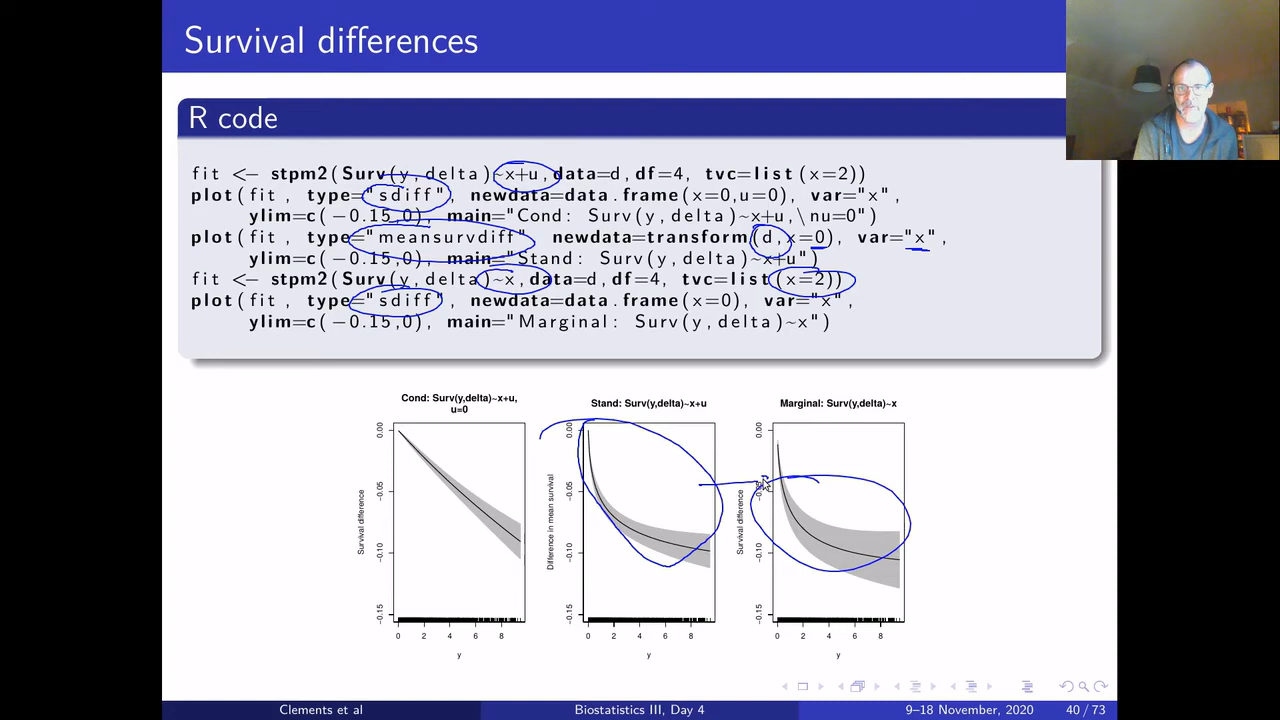 Survival differences
R code
fit <- stpm2(Surv(y,delta)~x+u,data=d,df=4, tvc=list(x=2))
plot(fit, type="sdiff", newdata=data.frame(x=0,u=0), var="x",
ylim=c(-0.15,0), main="Cond: Surv(y,delta)~x+u,\nu=0")
plot(fit, type="meansurvdiff", newdata=transform(d,x=0), var="x",
ylim=c(-0.15,0), main="Stand: Surv(y,delta)~x+u")
fit <- stpm2(Surv(y,delta)~x,data=d,df=4, tvc=list(x=2))
plot(fit, type="sdiff", newdata=data.frame(x=0), var="x",
ylim=c(-0.15,0), main="Marginal: Surv(y,delta)~x")
Cond: Surv(y,delta)~x+u,
u=0
Survival difference
0.00
-0.05
-0.10
-0.15
0 2 4 6 8
y
Stand: Surv(y,delta)~x+u
Difference in mean survival
0.00
-0.05
-0.10
-0.15
0 2 4 6 8
y
Marginal: Surv(y,delta)~x
Survival difference
0.00
-0.10
-0.15
0 2 4 6 8
y
Clements et al
Biostatistics III, Day 4
9–18 November, 2020
40 / 73